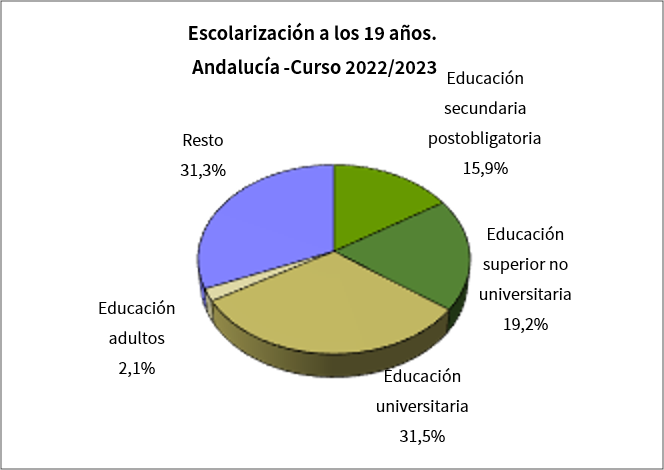 Escolarización a los 19 años.
Andalucía -Curso 2022/2023
Educación
secundaria
postobligatoria
15,9%
Resto
31,3%
Educación
superior no
universitaria
19,2%
Educación
adultos
2,1%
Educación
universitaria
31,5%